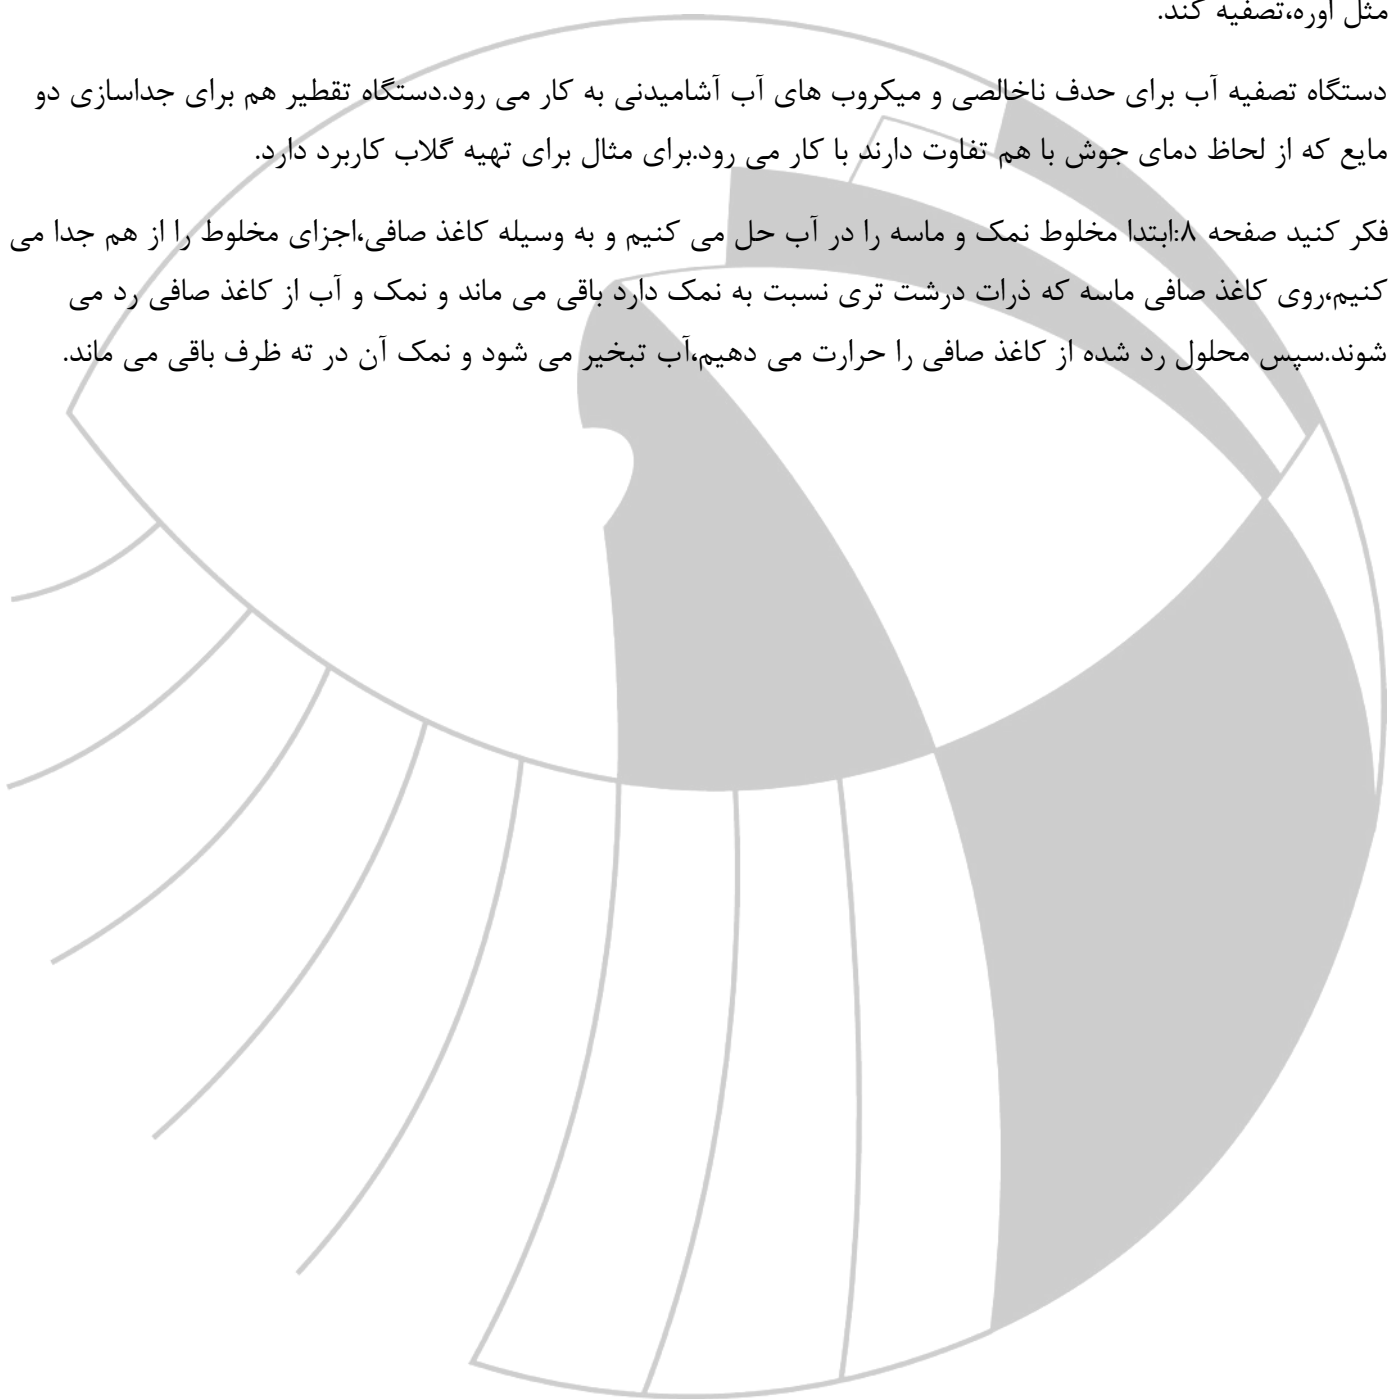 مثل اوره،تصفیه کند.
دستگاه تصفیه آب برای حذف ناخالصی و میکروب های آب آشامیدنی به کار می رود.دستگاه تقطیر هم برای جداسازی دو
مایع که از لحاظ دمای جوش با هم تفاوت دارند با کار می رود.برای مثال برای تهیه گلاب کاربرد دارد.
فکر کنید صفحه ۸:ابتدا مخلوط نمک و ماسه را در آب حل می کنیم و به وسیله کاغذ صافی،اجزای مخلوط را از هم جدا می
کنیم،روی کاغذ صافی ماسه که ذرات درشت تری نسبت به نمک دارد باقی می ماند و نمک و آب از کاغذ صافی رد می
شوند.سپس محلول رد شده از کاغذ صافی را حرارت می دهیم،آب تبخیر می شود و نمک آن در ته ظرف باقی می ماند.